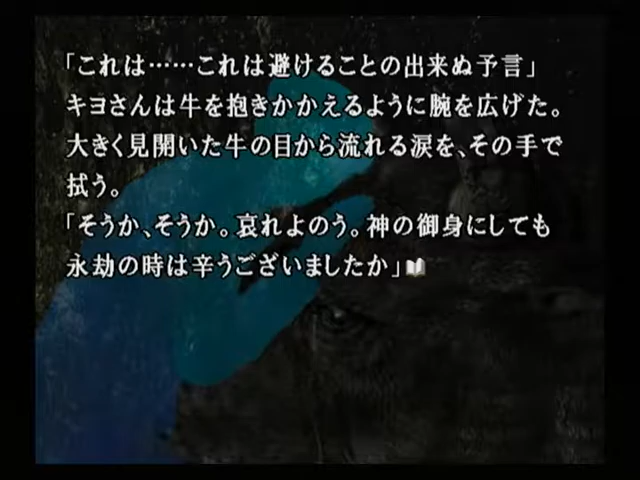 「これは……これは避けることの出来ぬ予言」
キヨさんは牛を抱きかかえるように腕を広げた。
大きく見開いた牛の目から流れる涙を、その手で
拭う。
「そうか、そうか。哀れよのう。神の御身にしても
永劫の時は辛うございましたか」